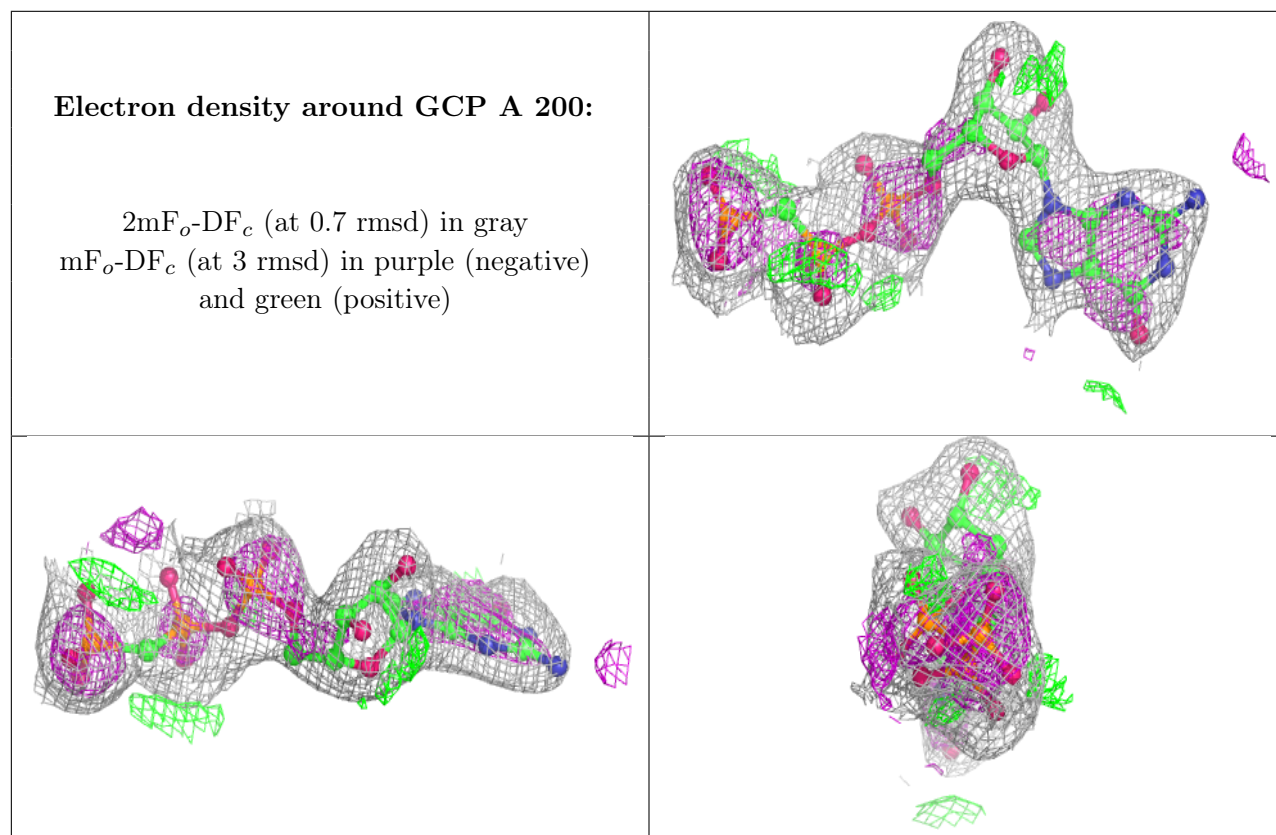 Electron density around GCP A 200:
2mFₒ-DF𝒸 (at 0.7 rmsd) in gray
mFₒ-DF𝒸 (at 3 rmsd) in purple (negative)
and green (positive)